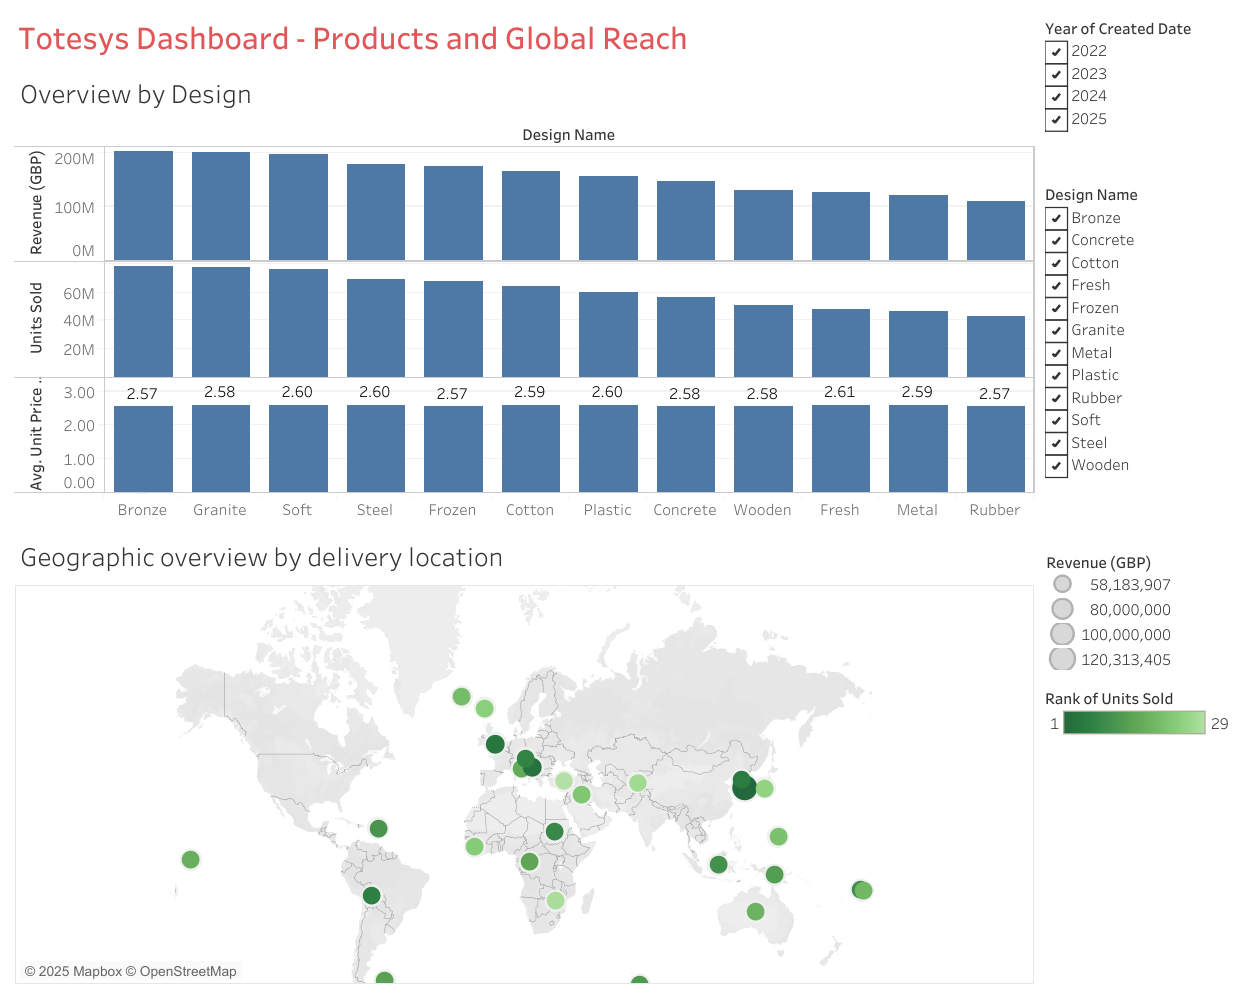 Totesys Dashboard - Products and Global Reach
Overview by Design
Design Name
Revenue (GBP)
200M
100M
0M
Units Sold
60M
40M
20M
Avg. Unit Price ..
3.00
2.00
1.00
0.00
2.57 2.58 2.60 2.60 2.57 2.59 2.60 2.58 2.58 2.61 2.59 2.57
Bronze Granite Soft Steel Frozen Cotton Plastic Concrete Wooden Fresh Metal Rubber
Year of Created Date
2022
2023
2024
2025
Design Name
Bronze
Concrete
Cotton
Fresh
Frozen
Granite
Metal
Plastic
Rubber
Soft
Steel
Wooden
Geographic overview by delivery location
© 2025 Mapbox © OpenStreetMap
Revenue (GBP)
58,183,907
80,000,000
100,000,000
120,313,405
Rank of Units Sold
1 29